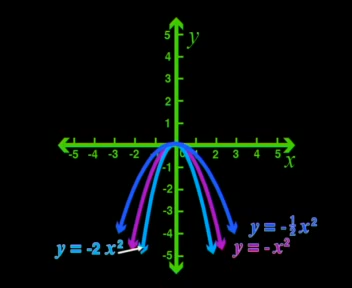 y
5
4
3
2
1
-5 -4 -3 -2 -1 0 1 2 3 4 5 x
-1
-2
-3
-4
-5
y = -½x²
y = -x²
y = -2x²